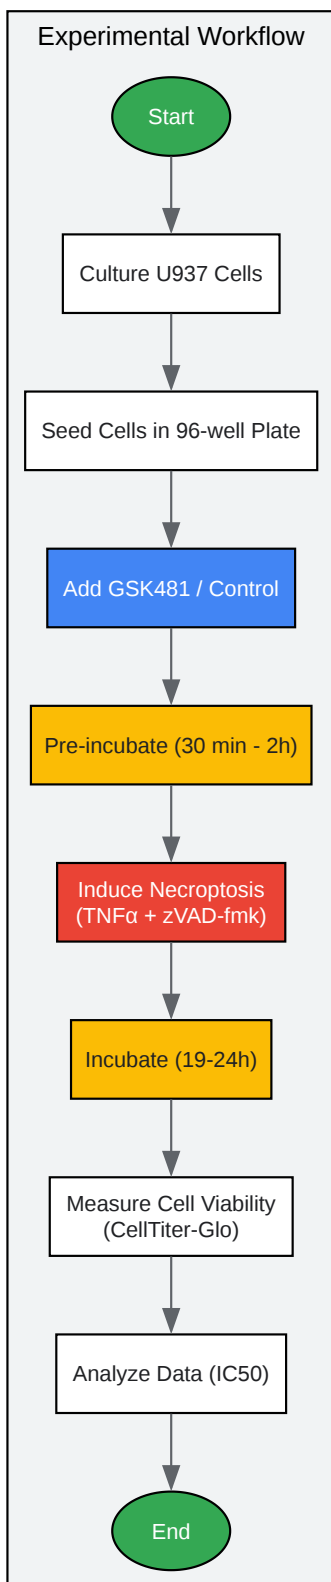 Experimental Workflow
Start
Culture U937 Cells
Seed Cells in 96-well Plate
Add GSK481 / Control
Pre-incubate (30 min - 2h)
Induce Necroptosis
(TNFα + zVAD-fmk)
Incubate (19-24h)
Measure Cell Viability
(CellTiter-Glo)
Analyze Data (IC50)
End